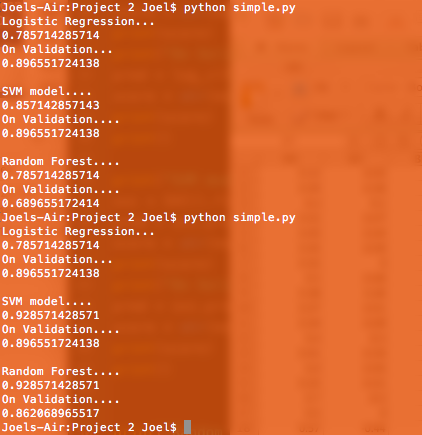 Joels-Air:Project 2 Joel$ python simple.py
Logistic Regression...
0.785714285714
On Validation...
0.896551724138
SVM model....
0.857142857143
On Validation....
0.896551724138
Random Forest....
0.785714285714
On Validation....
0.689655172414
Joels-Air:Project 2 Joel$ python simple.py
Logistic Regression...
0.785714285714
On Validation...
0.896551724138
SVM model....
0.928571428571
On Validation....
0.896551724138
Random Forest....
0.928571428571
On Validation....
0.862068965517
Joels-Air:Project 2 Joel$